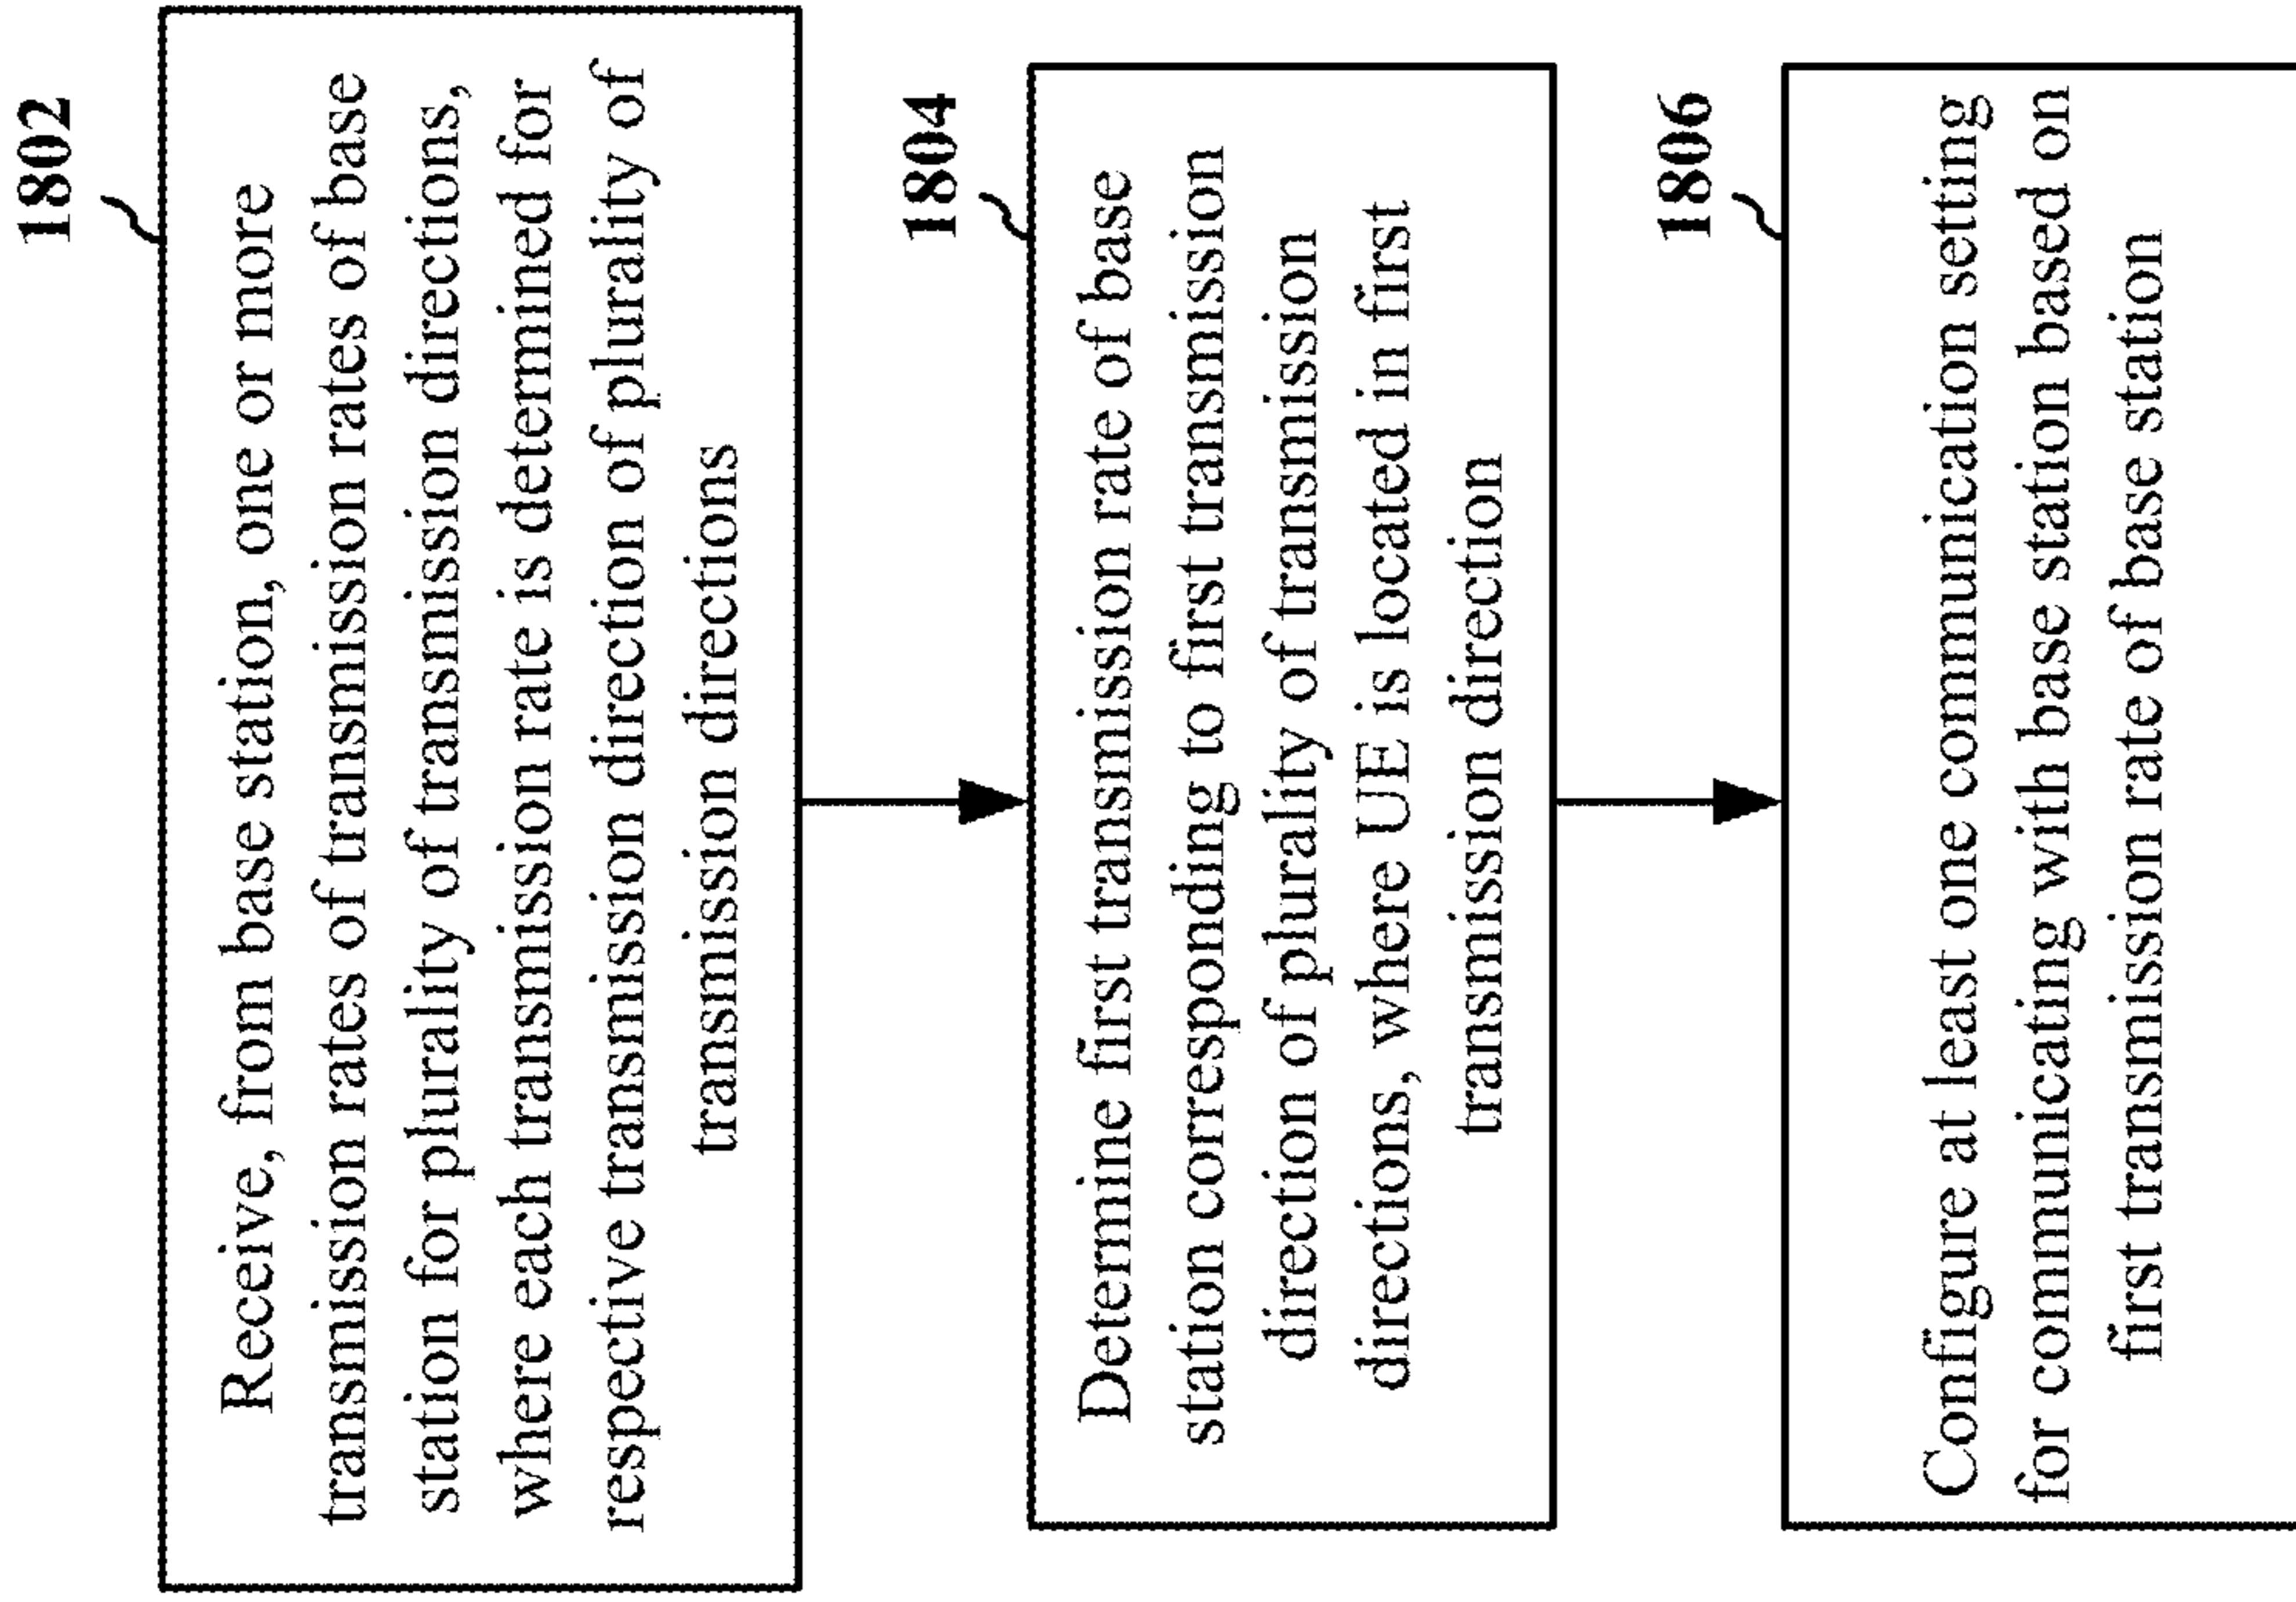 1802
Receive, from base station, one or more
transmission rates of transmission rates of base
station for plurality of transmission directions,
where each transmission rate is determined for
respective transmission direction of plurality of
transmission directions
1804
Determine first transmission rate of base
station corresponding to first transmission
direction of plurality of transmission
directions, where UE is located in first
transmission direction
1806
Configure at least one communication setting
for communicating with base station based on
first transmission rate of base station